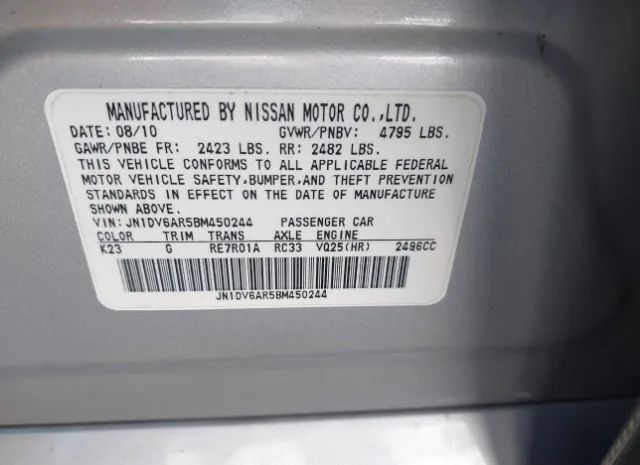 MANUFACTURED BY NISSAN MOTOR CO.,LTD.
DATE: 08/10 GVWR/PNBV: 4795 LBS.
GAWR/PNBE FR: 2423 LBS. RR: 2482 LBS.
THIS VEHICLE CONFORMS TO ALL APPLICABLE FEDERAL
MOTOR VEHICLE SAFETY,BUMPER,AND THEFT PREVENTION
STANDARDS IN EFFECT ON THE DATE OF MANUFACTURE
SHOWN ABOVE.
VIN: JN1DV6AR5BM450244 PASSENGER CAR
COLOR TRIM TRANS AXLE ENGINE
K23 G RE7R01A RC33 VQ25(HR) 2496CC
JN1DV6AR5BM450244